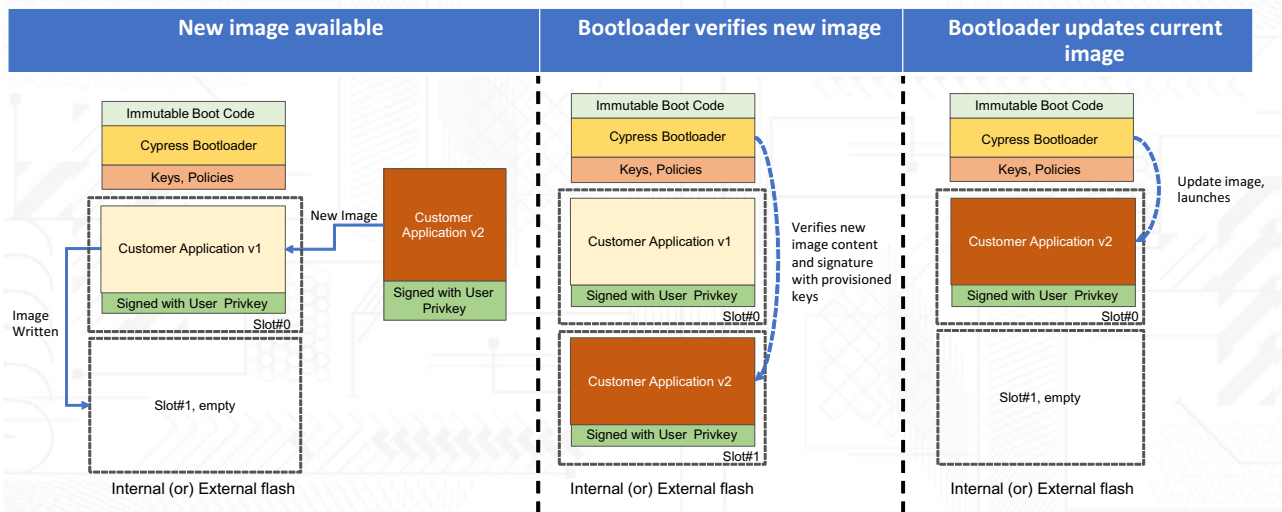 New image available
Bootloader verifies new image
Bootloader updates current
image
Immutable Boot Code
Cypress Bootloader
Keys, Policies
Customer Application v1
Signed with User Privkey
Slot#0
New Image
Customer
Application v2
Signed with User
Privkey
Image
Written
Slot#1, empty
Internal (or) External flash
Immutable Boot Code
Cypress Bootloader
Keys, Policies
Customer Application v1
Signed with User Privkey
Slot#0
Verifies new
image content
and signature
with provisioned
keys
Customer Application v2
Signed with User Privkey
Slot#1
Internal (or) External flash
Immutable Boot Code
Cypress Bootloader
Keys, Policies
Update image,
launches
Customer Application v2
Signed with User Privkey
Slot#0
Slot#1, empty
Internal (or) External flash